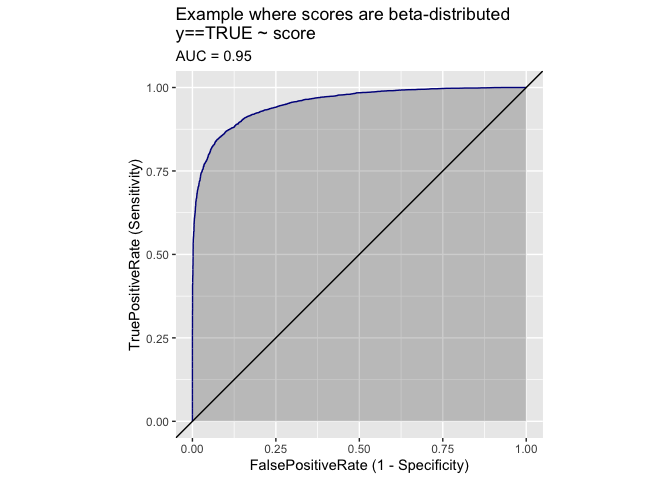 Example where scores are beta-distributed
y==TRUE ~ score
AUC = 0.95
1.00
0.75
0.50
0.25
0.00
TruePositiveRate (Sensitivity)
0.00
0.25
0.50
0.75
1.00
FalsePositiveRate (1 - Specificity)